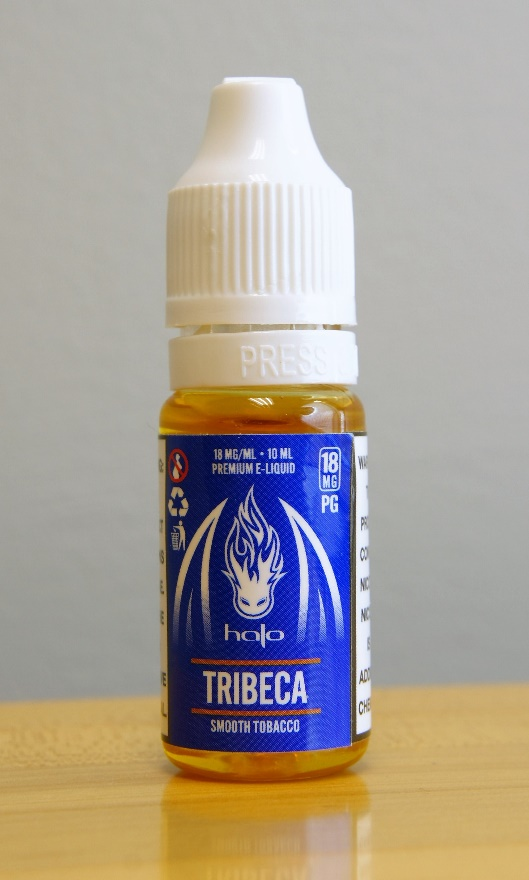 PRESS
18 MG/ML • 10 ML
PREMIUM E-LIQUID
18
MG
PG
halo
TRIBECA
SMOOTH TOBACCO